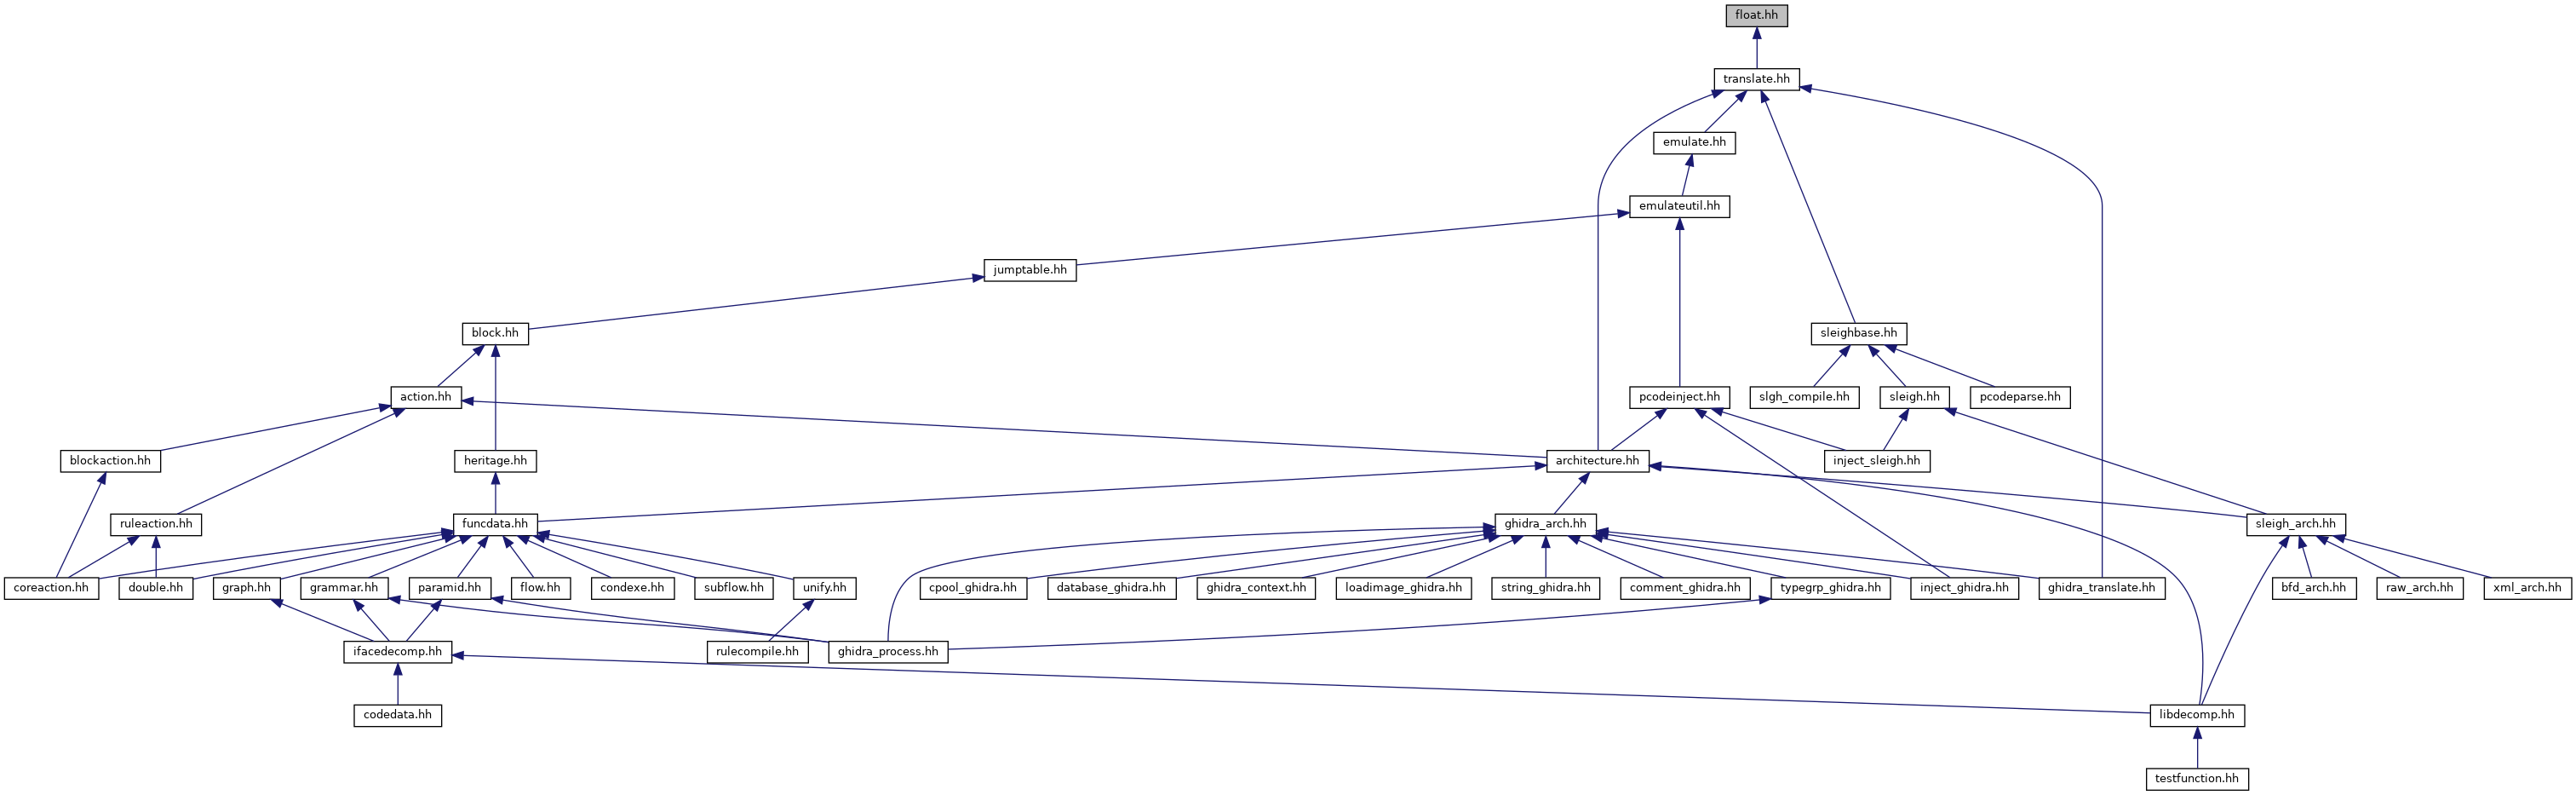 float.hh
translate.hh
emulate.hh
emulateutil.hh
jumptable.hh
block.hh
sleighbase.hh
action.hh
pcodeinject.hh
slgh_compile.hh
sleigh.hh
pcodeparse.hh
blockaction.hh
heritage.hh
architecture.hh
inject_sleigh.hh
ruleaction.hh
funcdata.hh
ghidra_arch.hh
sleigh_arch.hh
coreaction.hh
double.hh
graph.hh
grammar.hh
paramid.hh
flow.hh
condexe.hh
subflow.hh
unify.hh
cpool_ghidra.hh
database_ghidra.hh
ghidra_context.hh
loadimage_ghidra.hh
string_ghidra.hh
comment_ghidra.hh
typegrp_ghidra.hh
inject_ghidra.hh
ghidra_translate.hh
bfd_arch.hh
raw_arch.hh
xml_arch.hh
ifacedecomp.hh
rulecompile.hh
ghidra_process.hh
codedata.hh
libdecomp.hh
testfunction.hh